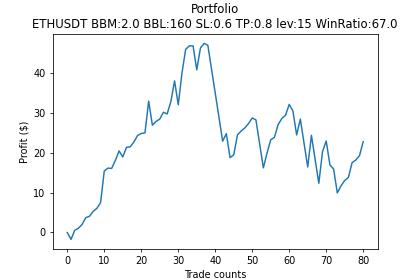 Portfolio
ETHUSDT BBM:2.0 BBL:160 SL:0.6 TP:0.8 lev:15 WinRatio:67.0
Profit ($)
40
30
20
10
0
0 10 20 30 40 50 60 70 80
Trade counts